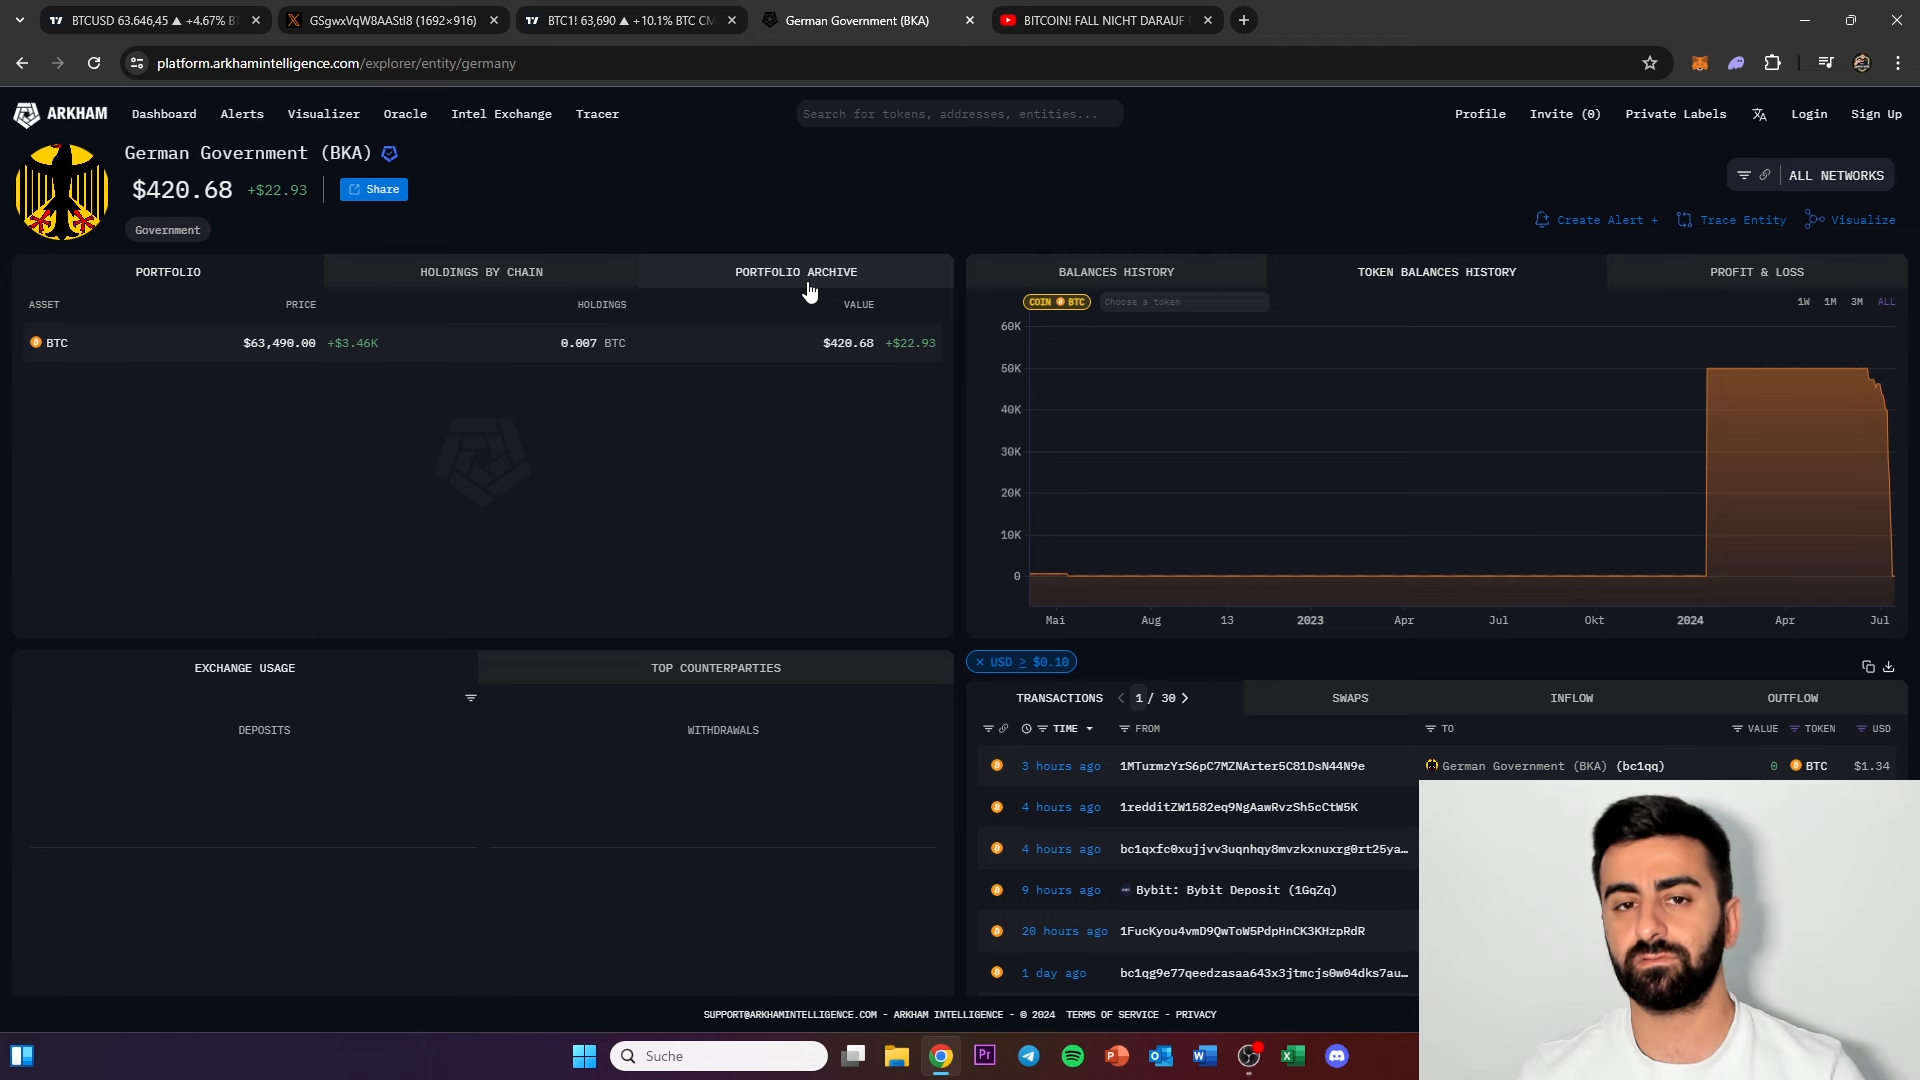 BTCUSD 63.646,45 ▲ +4.67% B
GSgwxVqW8AAStI8 (1692×916)
BTC1! 63,690 ▲ +10.1% BTC CM
German Government (BKA)
BITCOIN! FALL NICHT DARAUF
platform.arkhamintelligence.com/explorer/entity/germany
ARKHAM
Dashboard
Alerts
Visualizer
Oracle
Intel Exchange
Tracer
Search for tokens, addresses, entities...
Profile
Invite (0)
Private Labels
Login
Sign Up
German Government (BKA)
$420.68 +$22.93
Share
Government
ALL NETWORKS
Create Alert +
Trace Entity
Visualize
PORTFOLIO
HOLDINGS BY CHAIN
PORTFOLIO ARCHIVE
ASSET PRICE HOLDINGS VALUE
BTC $63,490.00 +$3.46K 0.007 BTC $420.68 +$22.93
BALANCES HISTORY
TOKEN BALANCES HISTORY
PROFIT & LOSS
COIN BTC
Choose a token
1W 1M 3M ALL
60K
50K
40K
30K
20K
10K
0
Mai Aug 13 2023 Apr Jul Okt 2024 Apr Jul
EXCHANGE USAGE
TOP COUNTERPARTIES
DEPOSITS
WITHDRAWALS
× USD ≥ $0.10
TRANSACTIONS < 1 / 30 >
SWAPS
INFLOW
OUTFLOW
TIME FROM TO VALUE TOKEN USD
3 hours ago 1MTurmzYrS6pC7MZNArter5C81DsN44N9e German Government (BKA) (bc1qq) 0 BTC $1.34
4 hours ago 1redditZW1582eq9NgAawRvzSh5cCtW5K
4 hours ago bc1qxfc0xujjvv3uqnhqy8mvzkxnuxrg0rt25ya…
9 hours ago Bybit: Bybit Deposit (1GqZq)
20 hours ago 1FucKyou4vmD9QwToW5PdpHnCK3KHzpRdR
1 day ago bc1qg9e77qeedzasaa643x3jtmcjs0w04dks7au…
SUPPORT@ARKHAMINTELLIGENCE.COM - ARKHAM INTELLIGENCE - © 2024 TERMS OF SERVICE - PRIVACY
Suche